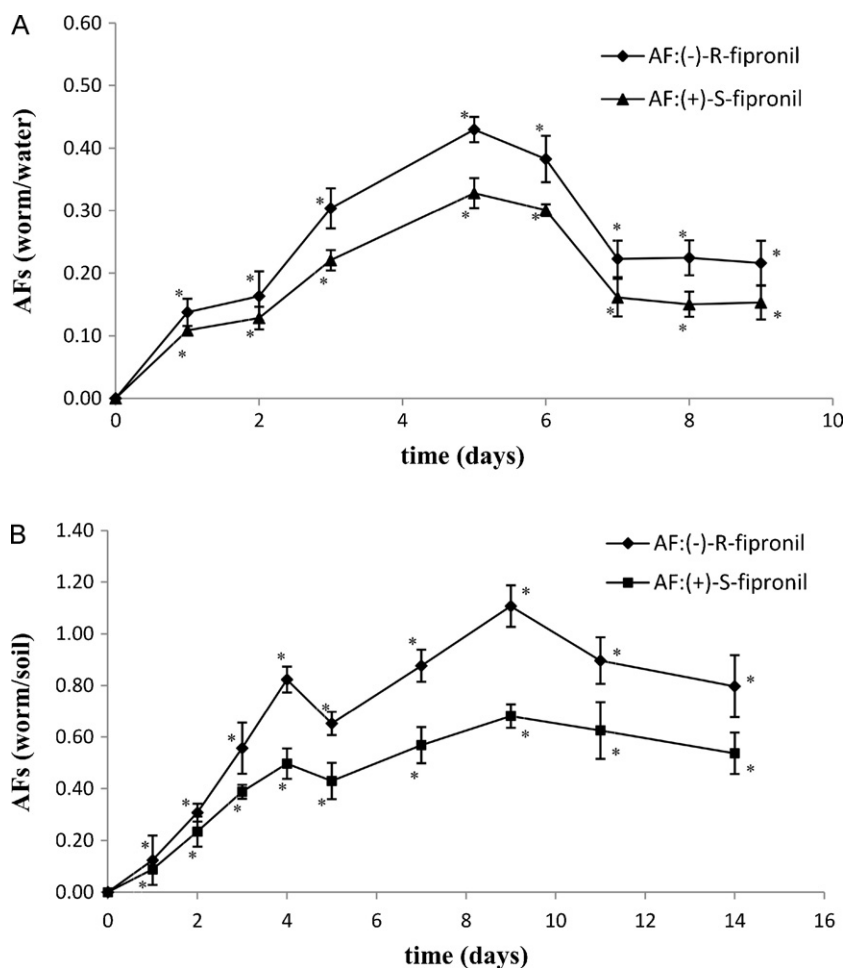 A
0.60
0.50
0.40
0.30
0.20
0.10
0.00
AFs (worm/water)
AF:(-)-R-fipronil
AF:(+)-S-fipronil
* * * * * * * *
* * * * * * * *
0 2 4 6 8 10
time (days)
B
1.40
1.20
1.00
0.80
0.60
0.40
0.20
0.00
AFs (worm/soil)
AF:(-)-R-fipronil
AF:(+)-S-fipronil
* * * * * * * * *
* * * * * * * * *
0 2 4 6 8 10 12 14 16
time (days)